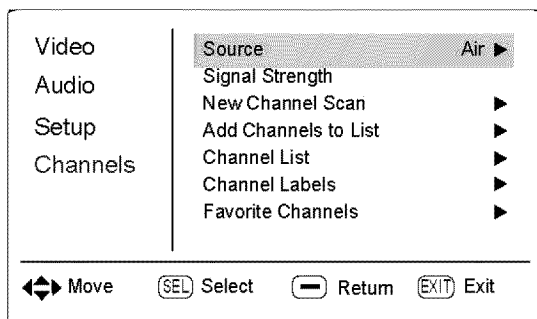 Video
Audio
Setup
Channels
Source Air ▶
Signal Strength
New Channel Scan ▶
Add Channels to List ▶
Channel List ▶
Channel Labels ▶
Favorite Channels ▶
Move SEL Select Return EXIT Exit